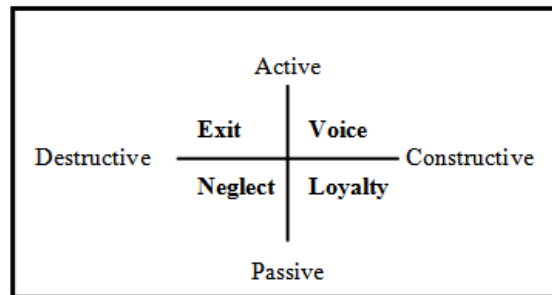 Active
Exit Voice
Destructive Constructive
Neglect Loyalty
Passive